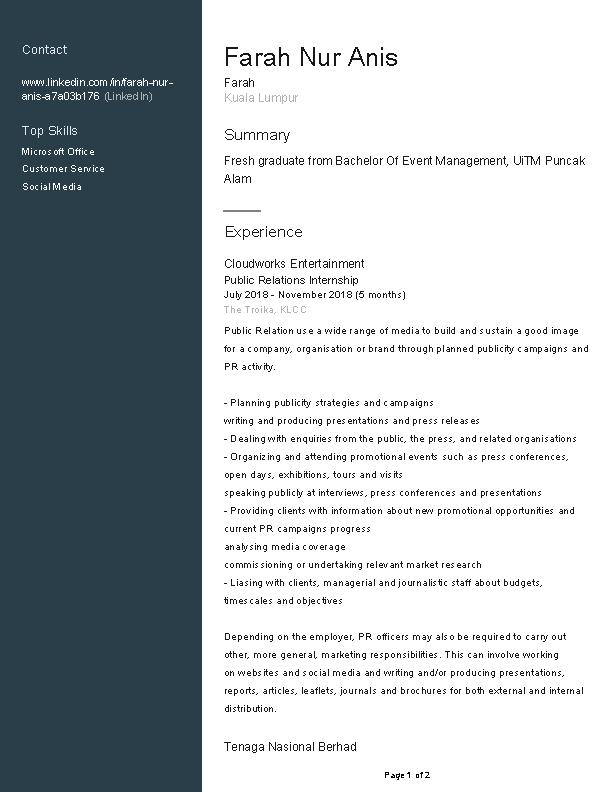 Contact
www.linkedin.com/in/farah-nur-
anis-a7a03b176 (LinkedIn)
Top Skills
Microsoft Office
Customer Service
Social Media
Farah Nur Anis
Farah
Kuala Lumpur
Summary
Fresh graduate from Bachelor Of Event Management, UiTM Puncak
Alam
Experience
Cloudworks Entertainment
Public Relations Internship
July 2018 - November 2018 (5 months)
The Troika, KLCC
Public Relation use a wide range of media to build and sustain a good image
for a company, organisation or brand through planned publicity campaigns and
PR activity.
- Planning publicity strategies and campaigns
writing and producing presentations and press releases
- Dealing with enquiries from the public, the press, and related organisations
- Organizing and attending promotional events such as press conferences,
open days, exhibitions, tours and visits
speaking publicly at interviews, press conferences and presentations
- Providing clients with information about new promotional opportunities and
current PR campaigns progress
analysing media coverage
commissioning or undertaking relevant market research
- Liasing with clients, managerial and journalistic staff about budgets,
timescales and objectives
Depending on the employer, PR officers may also be required to carry out
other, more general, marketing responsibilities. This can involve working
on websites and social media and writing and/or producing presentations,
reports, articles, leaflets, journals and brochures for both external and internal
distribution.
Tenaga Nasional Berhad
Page 1 of 2